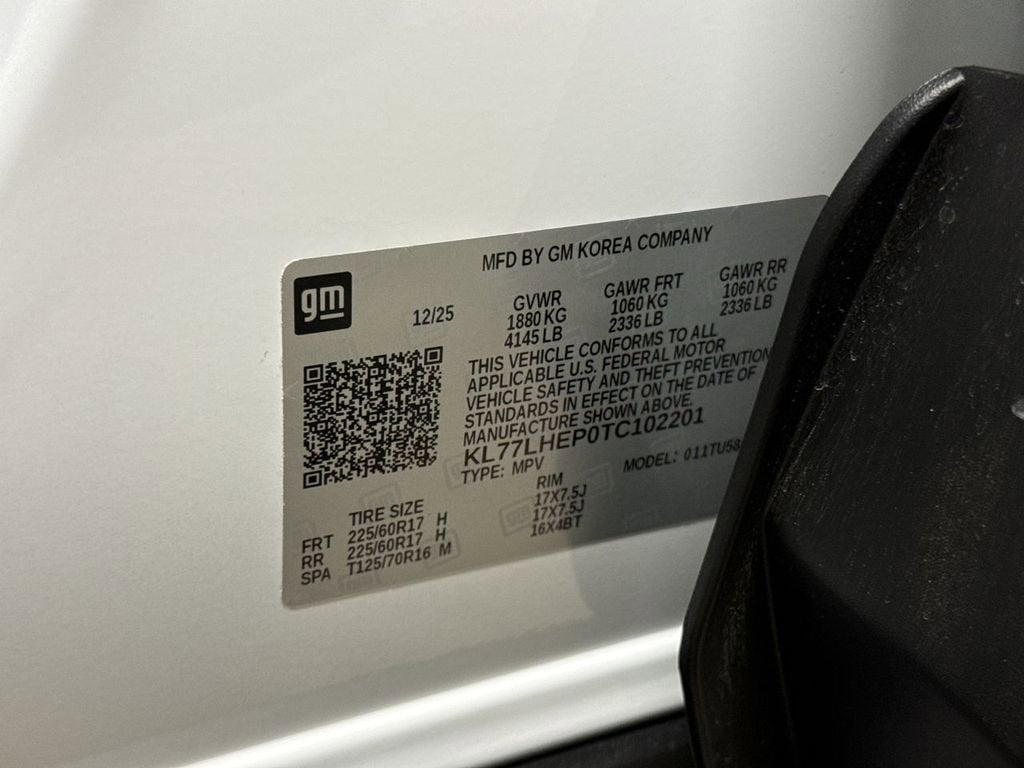 MFD BY GM KOREA COMPANY
gm
12/25
GVWR GAWR FRT GAWR RR
1880 KG 1060 KG 1060 KG
4145 LB 2336 LB 2336 LB
THIS VEHICLE CONFORMS TO ALL
APPLICABLE U.S. FEDERAL MOTOR
VEHICLE SAFETY AND THEFT PREVENTION
STANDARDS IN EFFECT ON THE DATE OF
MANUFACTURE SHOWN ABOVE.
KL77LHEP0TC102201
TYPE: MPV MODEL: 011TU58
TIRE SIZE RIM
FRT 225/60R17 H 17X7.5J
RR 225/60R17 H 17X7.5J
SPA T125/70R16 M 16X4BT